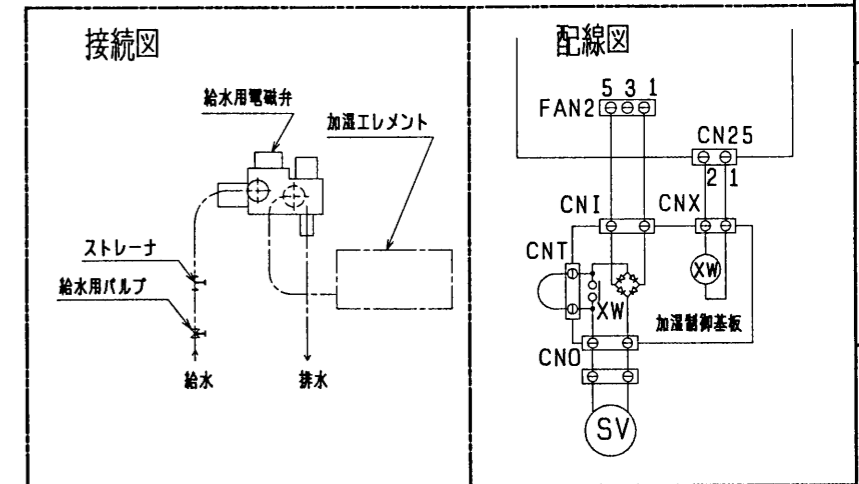 接続図
給水用電磁弁
加湿エレメント
ストレーナ
給水用バルブ
給水
排水
配線図
5 3 1
FAN2
CN25
2 1
CNI
CNX
CNT
XW
XW
加湿制御基板
CNO
SV